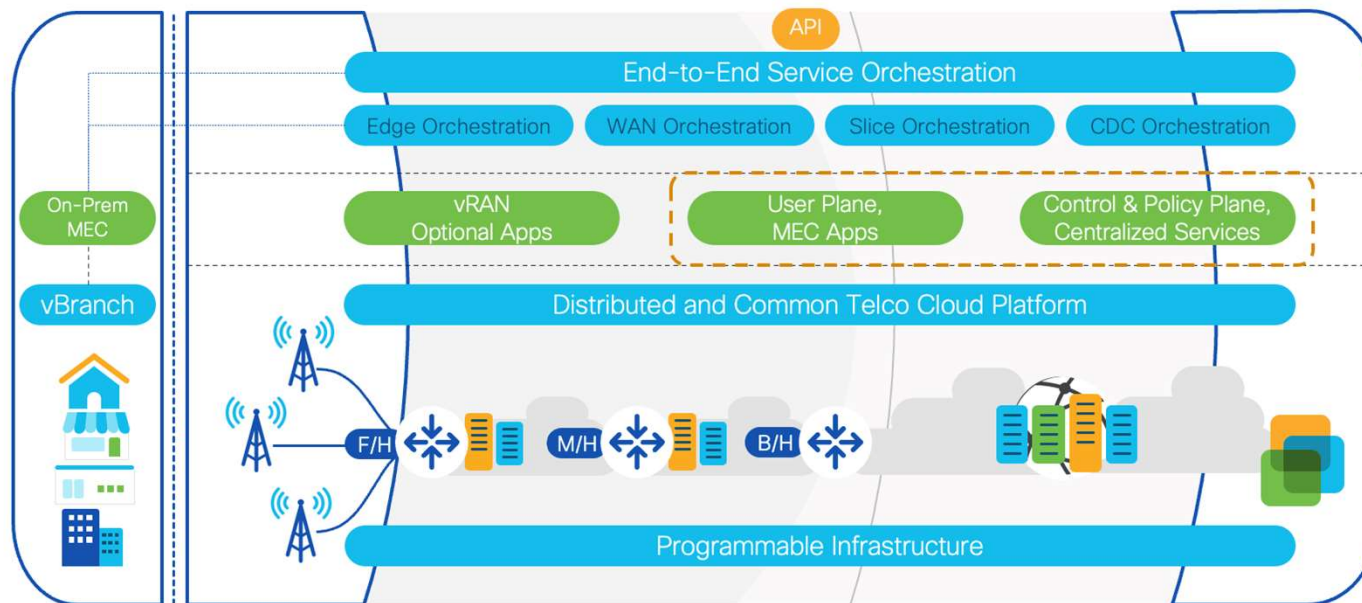 API
End-to-End Service Orchestration
Edge Orchestration
WAN Orchestration
Slice Orchestration
CDC Orchestration
On-Prem
MEC
vRAN
Optional Apps
User Plane,
MEC Apps
Control & Policy Plane,
Centralized Services
vBranch
Distributed and Common Telco Cloud Platform
F/H
M/H
B/H
Programmable Infrastructure